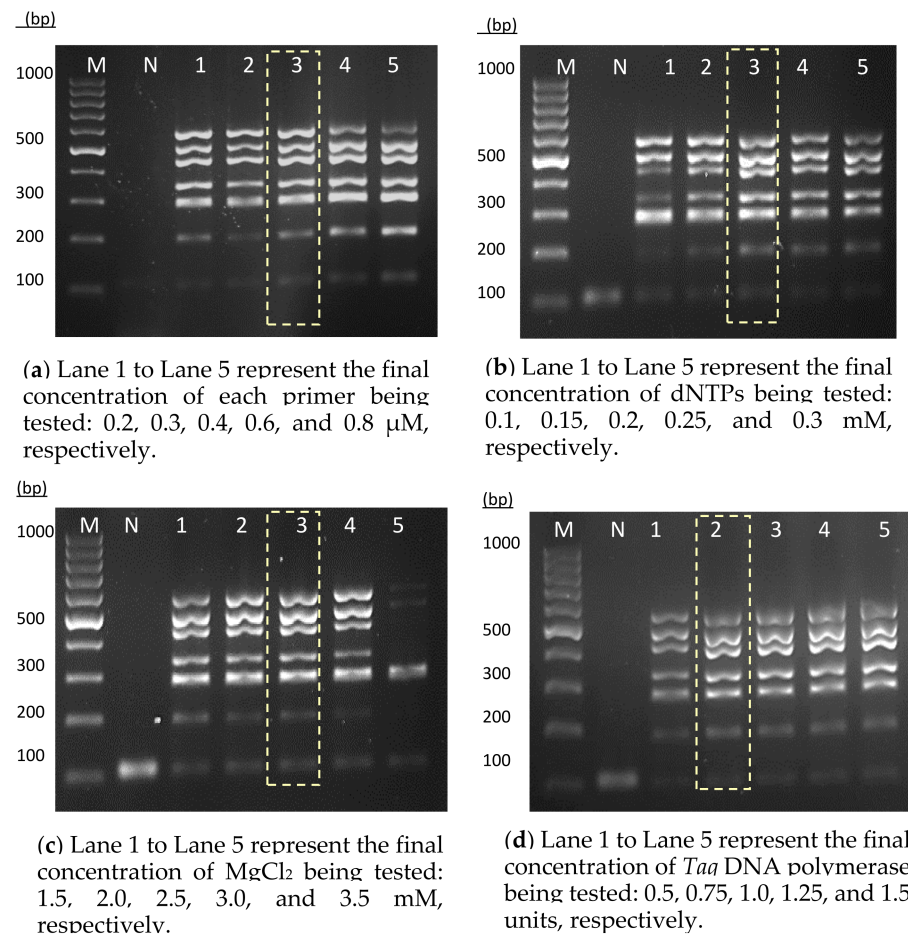 (bp)
M N 1 2 3 4 5
1000
500
300
200
100
(a) Lane 1 to Lane 5 represent the final
concentration of each primer being
tested: 0.2, 0.3, 0.4, 0.6, and 0.8 µM,
respectively.
(bp)
M N 1 2 3 4 5
1000
500
300
200
100
(b) Lane 1 to Lane 5 represent the final
concentration of dNTPs being tested:
0.1, 0.15, 0.2, 0.25, and 0.3 mM,
respectively.
(bp)
M N 1 2 3 4 5
1000
500
300
200
100
(c) Lane 1 to Lane 5 represent the final
concentration of MgCl₂ being tested:
1.5, 2.0, 2.5, 3.0, and 3.5 mM,
respectively.
(bp)
M N 1 2 3 4 5
1000
500
300
200
100
(d) Lane 1 to Lane 5 represent the final
concentration of Taq DNA polymerase
being tested: 0.5, 0.75, 1.0, 1.25, and 1.5
units, respectively.